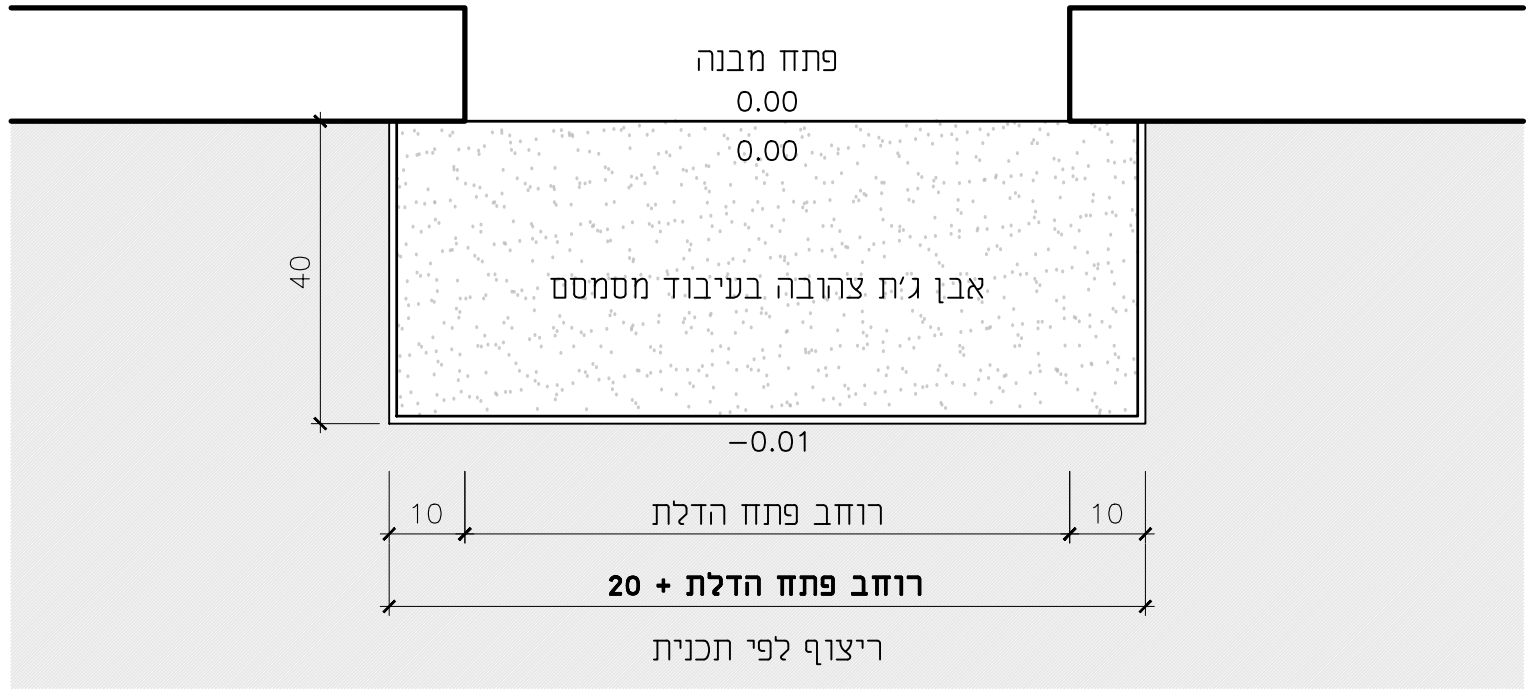 פתח מבנה
0.00
0.00
40
אבן ג'ת צהובה בעיבוד מסמסם
-0.01
10
רוחב פתח הדלת
10
רוחב פתח הדלת + 20
ריצוף לפי תכנית